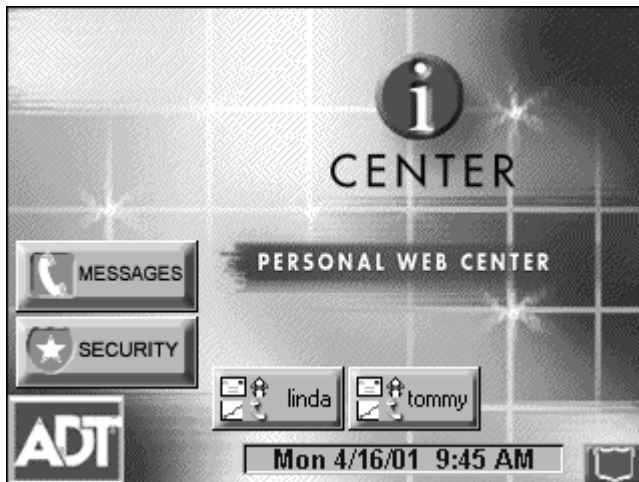 i
CENTER
PERSONAL WEB CENTER
MESSAGES
SECURITY
linda
tommy
ADT
Mon 4/16/01 9:45 AM